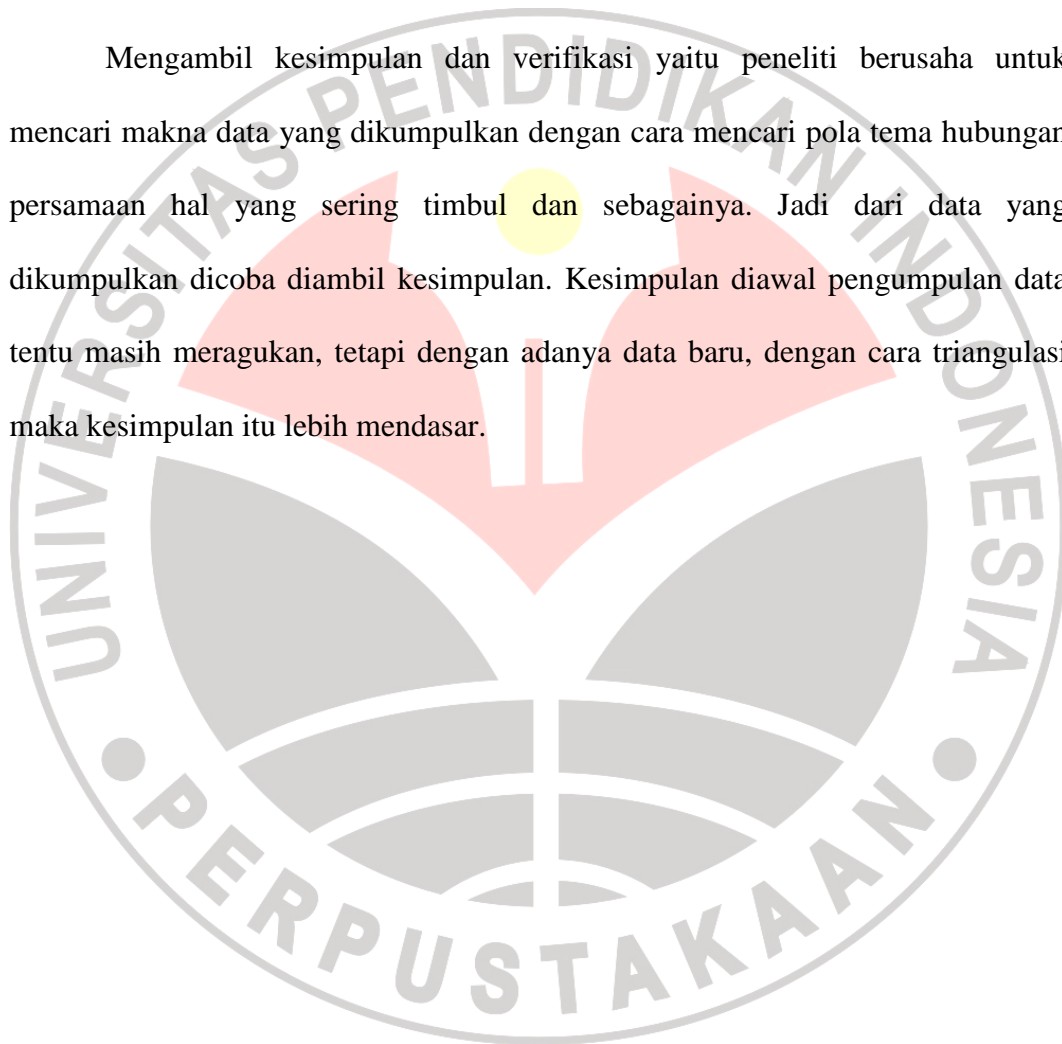 Mengambil kesimpulan dan verifikasi yaitu peneliti berusaha untuk
mencari makna data yang dikumpulkan dengan cara mencari pola tema hubungan
persamaan hal yang sering timbul dan sebagainya. Jadi dari data yang
dikumpulkan dicoba diambil kesimpulan. Kesimpulan diawal pengumpulan data
tentu masih meragukan, tetapi dengan adanya data baru, dengan cara triangulasi
maka kesimpulan itu lebih mendasar.
UNIVERSITAS PENDIDIKAN INDONESIA
PERPUSTAKAAN